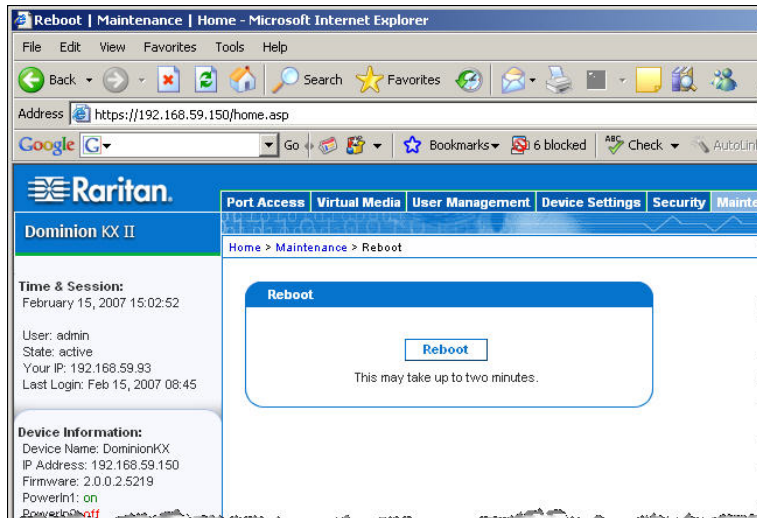 Reboot | Maintenance | Home - Microsoft Internet Explorer
File Edit View Favorites Tools Help
Back Search Favorites
Address https://192.168.59.150/home.asp
Google G Go Bookmarks 6 blocked ABC Check AutoLin
Raritan.
Port Access Virtual Media User Management Device Settings Security Mainte
Dominion KX II
Home > Maintenance > Reboot
Time & Session:
February 15, 2007 15:02:52
User: admin
State: active
Your IP: 192.168.59.93
Last Login: Feb 15, 2007 08:45
Reboot
Reboot
This may take up to two minutes.
Device Information:
Device Name: DominionKX
IP Address: 192.168.59.150
Firmware: 2.0.0.2.5219
PowerIn1: on
off